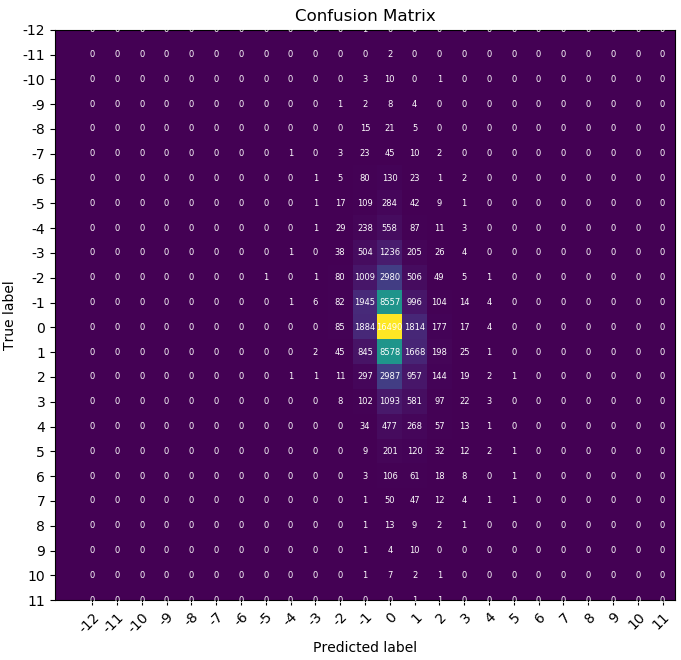 Confusion Matrix
-12
-11 0 0 0 0 0 0 0 0 0 0 0 0 2 0 0 0 0 0 0 0 0 0 0 0
-10 0 0 0 0 0 0 0 0 0 0 0 3 10 0 1 0 0 0 0 0 0 0 0 0
-9 0 0 0 0 0 0 0 0 0 0 1 2 8 4 0 0 0 0 0 0 0 0 0 0
-8 0 0 0 0 0 0 0 0 0 0 0 15 21 5 0 0 0 0 0 0 0 0 0 0
-7 0 0 0 0 0 0 0 0 1 0 3 23 45 10 2 0 0 0 0 0 0 0 0 0
-6 0 0 0 0 0 0 0 0 0 1 5 80 130 23 1 2 0 0 0 0 0 0 0 0
-5 0 0 0 0 0 0 0 0 0 1 17 109 284 42 9 1 0 0 0 0 0 0 0 0
-4 0 0 0 0 0 0 0 0 0 1 29 238 558 87 11 3 0 0 0 0 0 0 0 0
-3 0 0 0 0 0 0 0 0 1 0 38 504 1236 205 26 4 0 0 0 0 0 0 0 0
-2 0 0 0 0 0 0 0 1 0 1 80 1009 2980 506 49 5 1 0 0 0 0 0 0 0
-1 0 0 0 0 0 0 0 0 1 6 82 1945 8557 996 104 14 4 0 0 0 0 0 0 0
0 0 0 0 0 0 0 0 0 0 0 85 1884 1814 177 17 4 0 0 0 0 0 0 0
1 0 0 0 0 0 0 0 0 0 2 45 845 8578 1668 198 25 1 0 0 0 0 0 0 0
2 0 0 0 0 0 0 0 0 1 1 11 297 2987 957 144 19 2 1 0 0 0 0 0 0
3 0 0 0 0 0 0 0 0 0 0 8 102 1093 581 97 22 3 0 0 0 0 0 0 0
4 0 0 0 0 0 0 0 0 0 0 0 34 477 268 57 13 1 0 0 0 0 0 0 0
5 0 0 0 0 0 0 0 0 0 0 0 9 201 120 32 12 2 1 0 0 0 0 0 0
6 0 0 0 0 0 0 0 0 0 0 0 3 106 61 18 8 0 1 0 0 0 0 0 0
7 0 0 0 0 0 0 0 0 0 0 0 1 50 47 12 4 1 1 0 0 0 0 0 0
8 0 0 0 0 0 0 0 0 0 0 0 1 13 9 2 1 0 0 0 0 0 0 0 0
9 0 0 0 0 0 0 0 0 0 0 0 1 4 10 0 0 0 0 0 0 0 0 0 0
10 0 0 0 0 0 0 0 0 0 0 0 1 7 2 1 0 0 0 0 0 0 0 0 0
11
-12 -11 -10 -9 -8 -7 -6 -5 -4 -3 -2 -1 0 1 2 3 4 5 6 7 8 9 10 11
Predicted label
True label